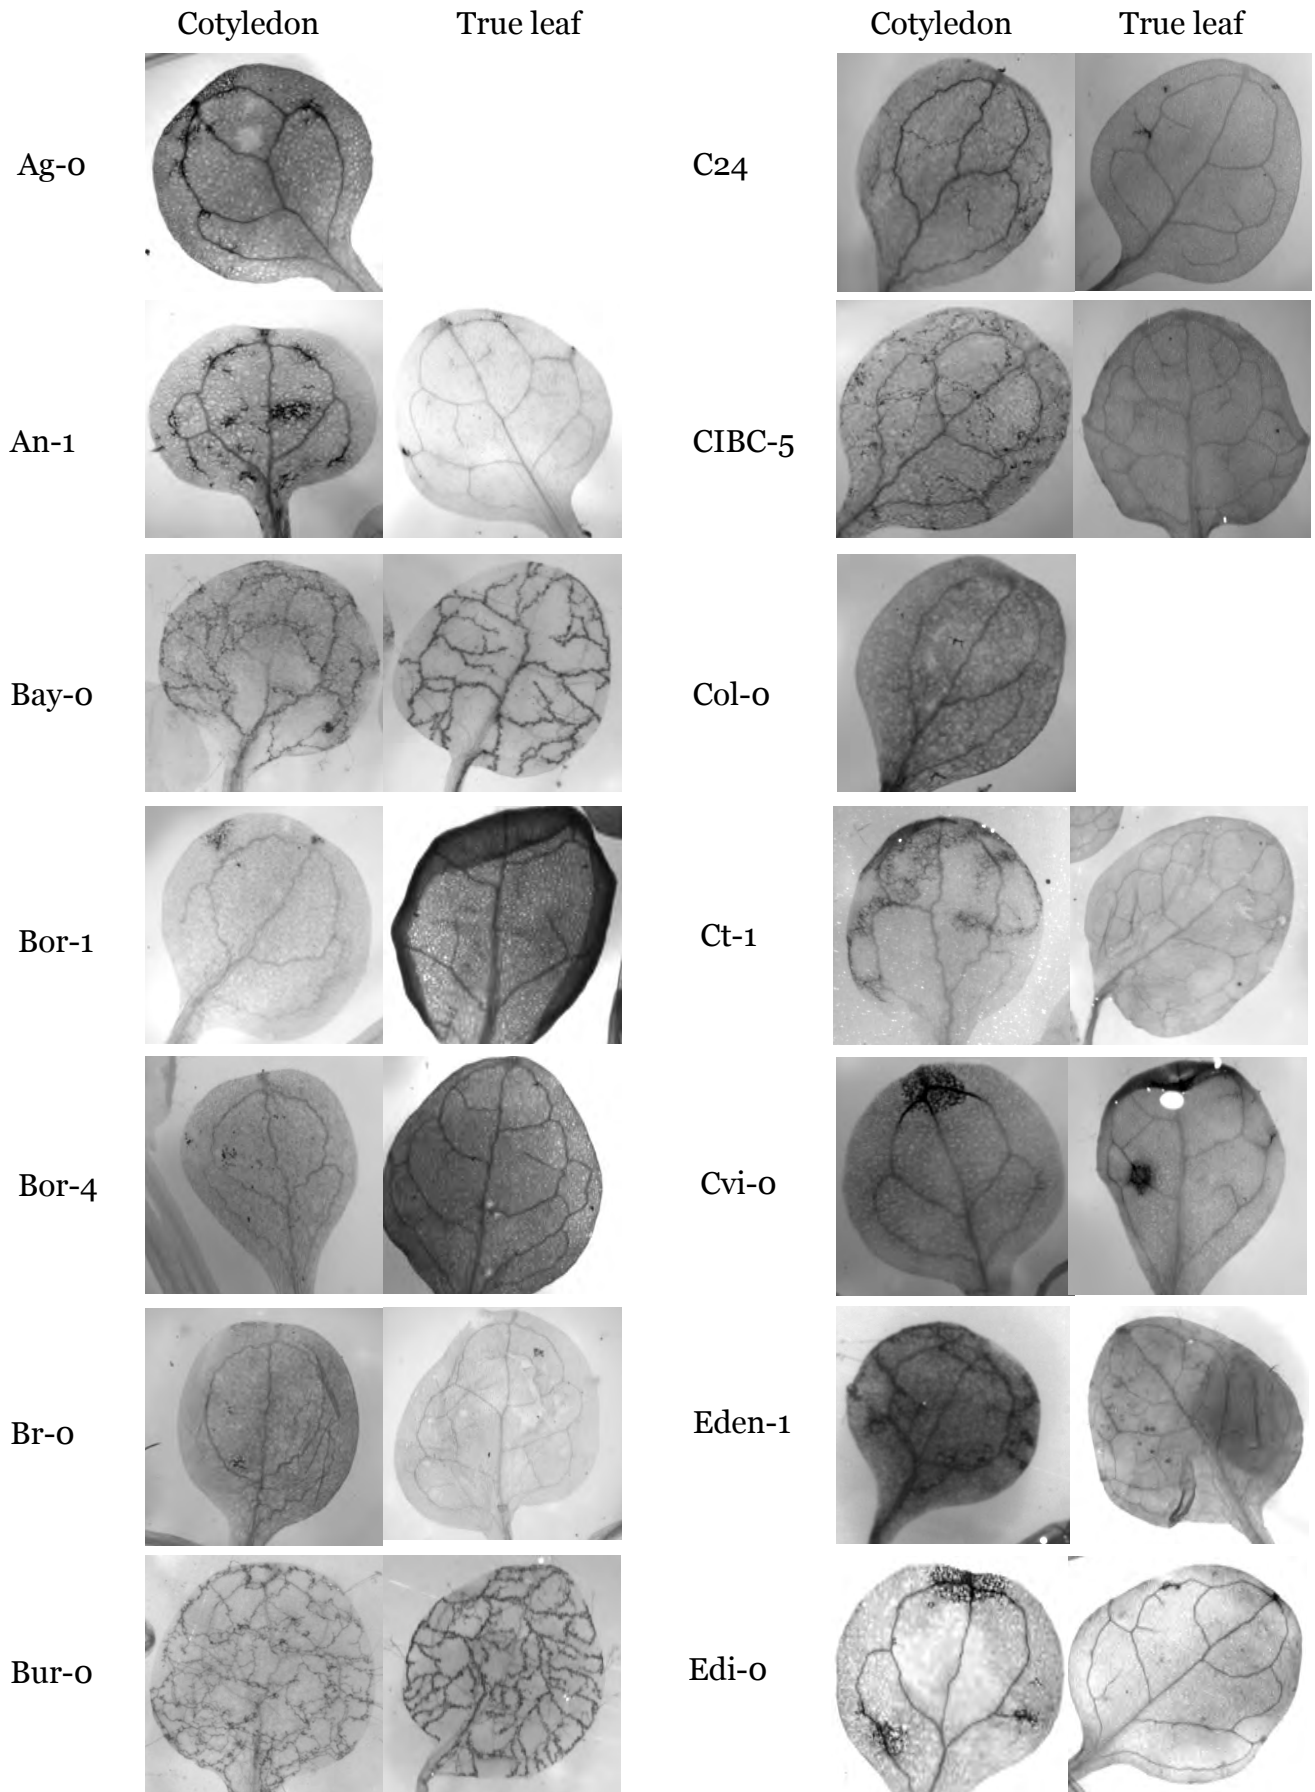 Cotyledon True leaf Cotyledon True leaf
Ag-0 C24
An-1 CIBC-5
Bay-0 Col-0
Bor-1 Ct-1
Bor-4 Cvi-0
Br-0 Eden-1
Bur-0 Edi-0